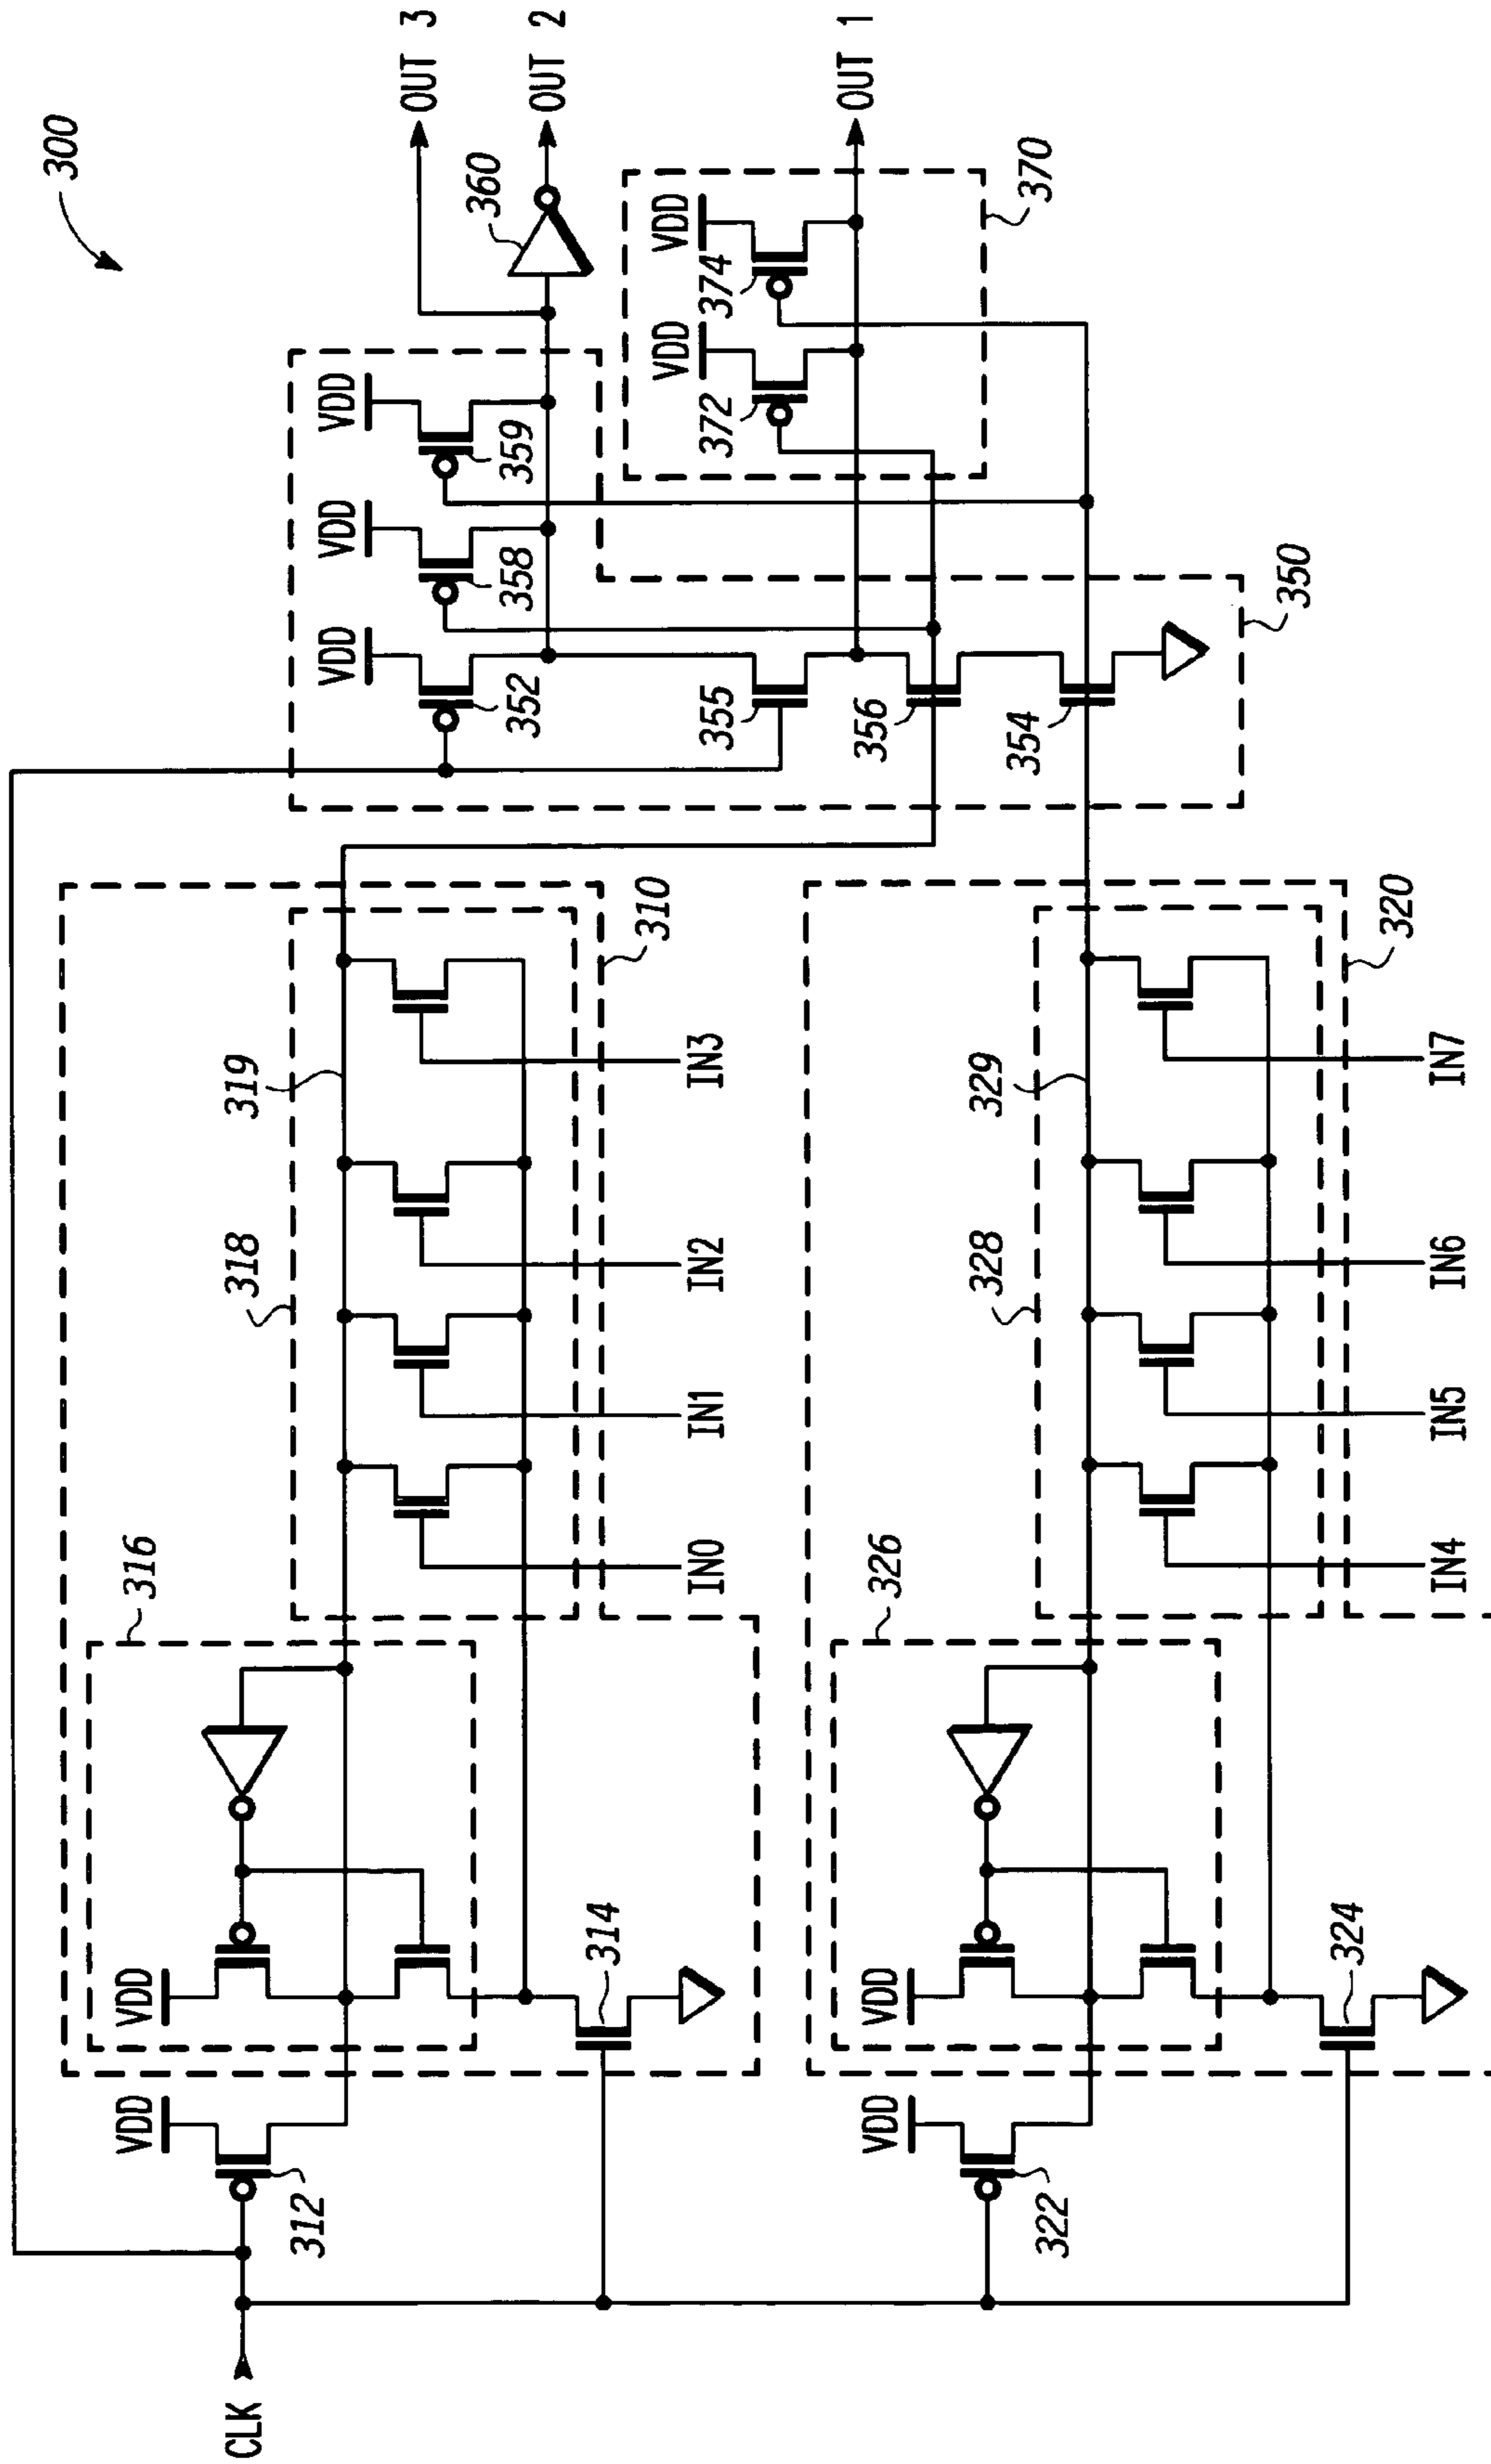 300
OUT 3
OUT 2
OUT 1
360
VDD
VDD
VDD
352
358
359
VDD
VDD
372
374
370
355
356
354
350
CLK
VDD
312
VDD
316
314
318
319
310
IN0
IN1
IN2
IN3
VDD
322
VDD
326
324
328
329
320
IN4
IN5
IN6
IN7